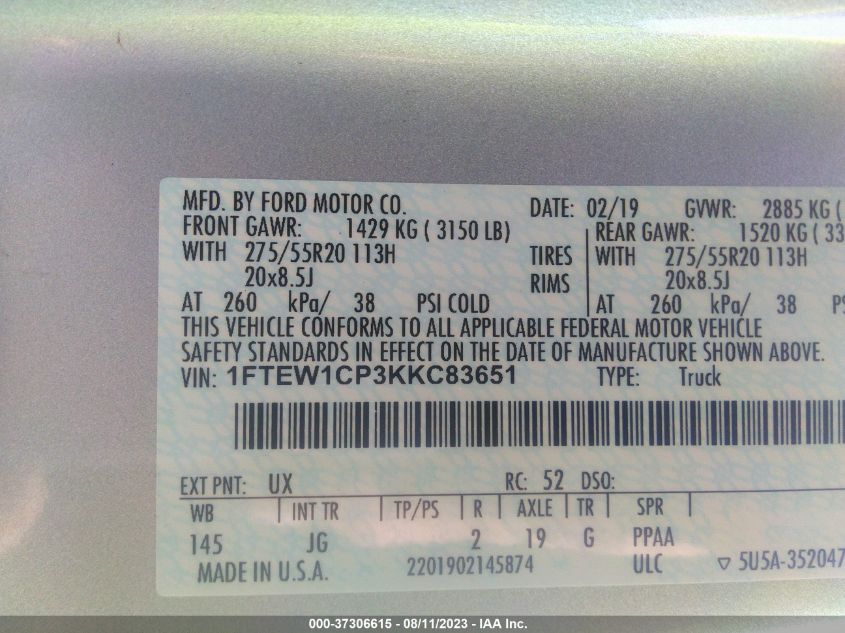 MFD. BY FORD MOTOR CO. DATE: 02/19 GVWR: 2885 KG (
FRONT GAWR: 1429 KG ( 3150 LB) REAR GAWR: 1520 KG ( 33
WITH 275/55R20 113H TIRES WITH 275/55R20 113H
20x8.5J RIMS 20x8.5J
AT 260 kPa/ 38 PSI COLD AT 260 kPa/ 38 PS
THIS VEHICLE CONFORMS TO ALL APPLICABLE FEDERAL MOTOR VEHICLE
SAFETY STANDARDS IN EFFECT ON THE DATE OF MANUFACTURE SHOWN ABOVE.
VIN: 1FTEW1CP3KKC83651 TYPE: Truck
EXT PNT: UX RC: 52 DSO:
WB INT TR TP/PS R AXLE TR SPR
145 JG 2 19 G PPAA
MADE IN U.S.A. 2201902145874 ULC ▽ 5U5A-352047
000-37306615 - 08/11/2023 - IAA Inc.